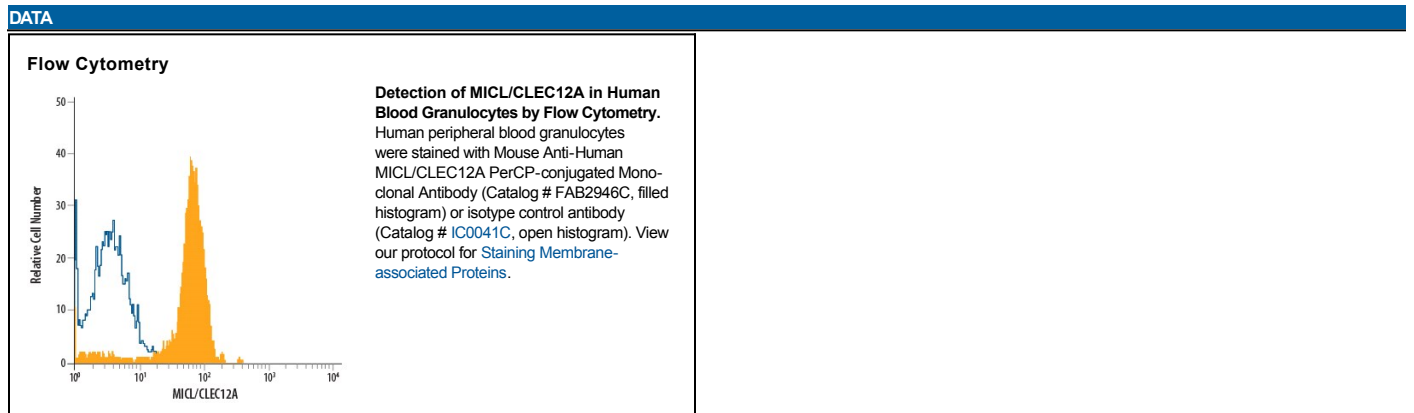 DATA
Flow Cytometry
Detection of MICL/CLEC12A in Human
Blood Granulocytes by Flow Cytometry.
Human peripheral blood granulocytes
were stained with Mouse Anti-Human
MICL/CLEC12A PerCP-conjugated Mono-
clonal Antibody (Catalog # FAB2946C, filled
histogram) or isotype control antibody
(Catalog # IC0041C, open histogram). View
our protocol for Staining Membrane-
associated Proteins.
Relative Cell Number
50
40
30
20
10
0
10⁰ 10¹ 10² 10³ 10⁴
MICL/CLEC12A